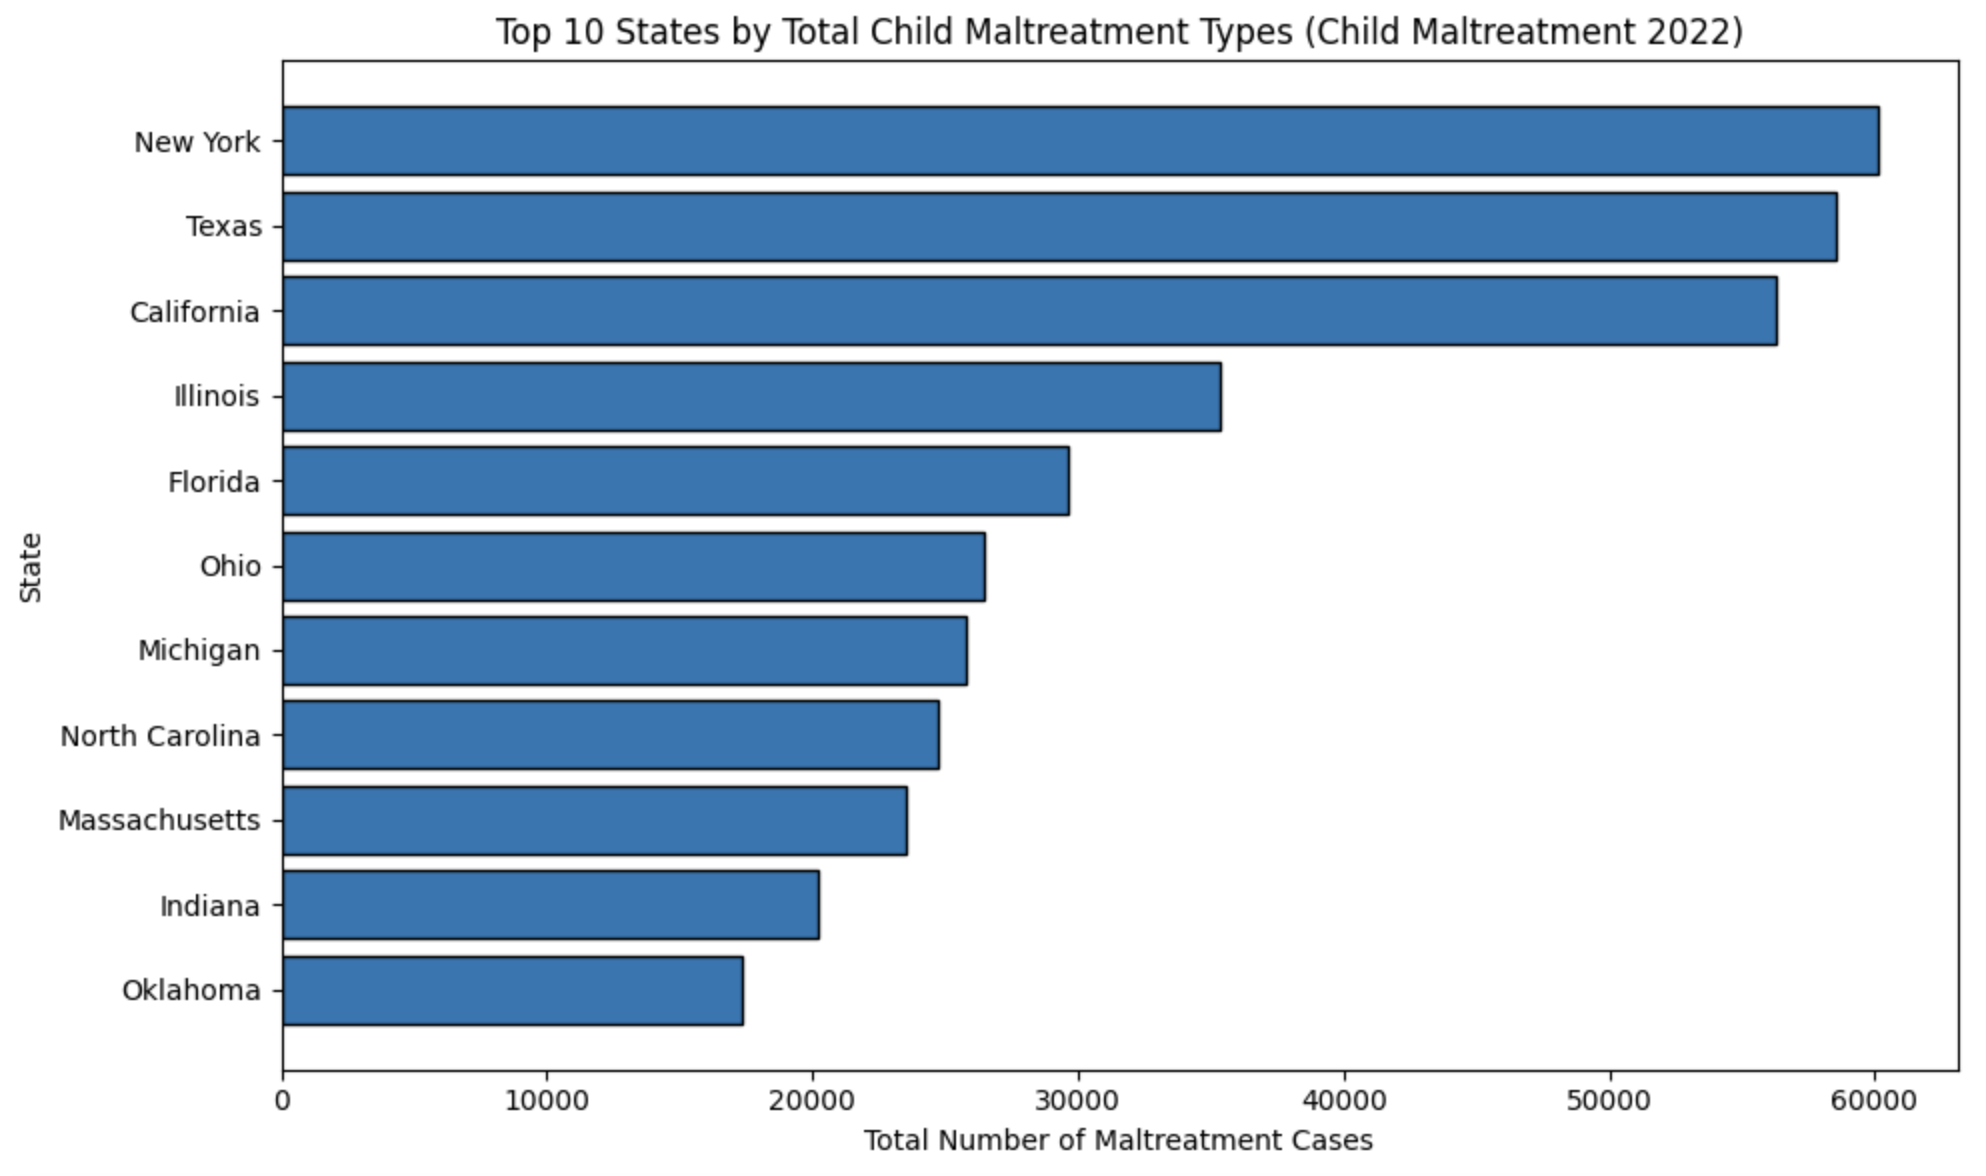 Top 10 States by Total Child Maltreatment Types (Child Maltreatment 2022)
State
New York
Texas
California
Illinois
Florida
Ohio
Michigan
North Carolina
Massachusetts
Indiana
Oklahoma
0 10000 20000 30000 40000 50000 60000
Total Number of Maltreatment Cases